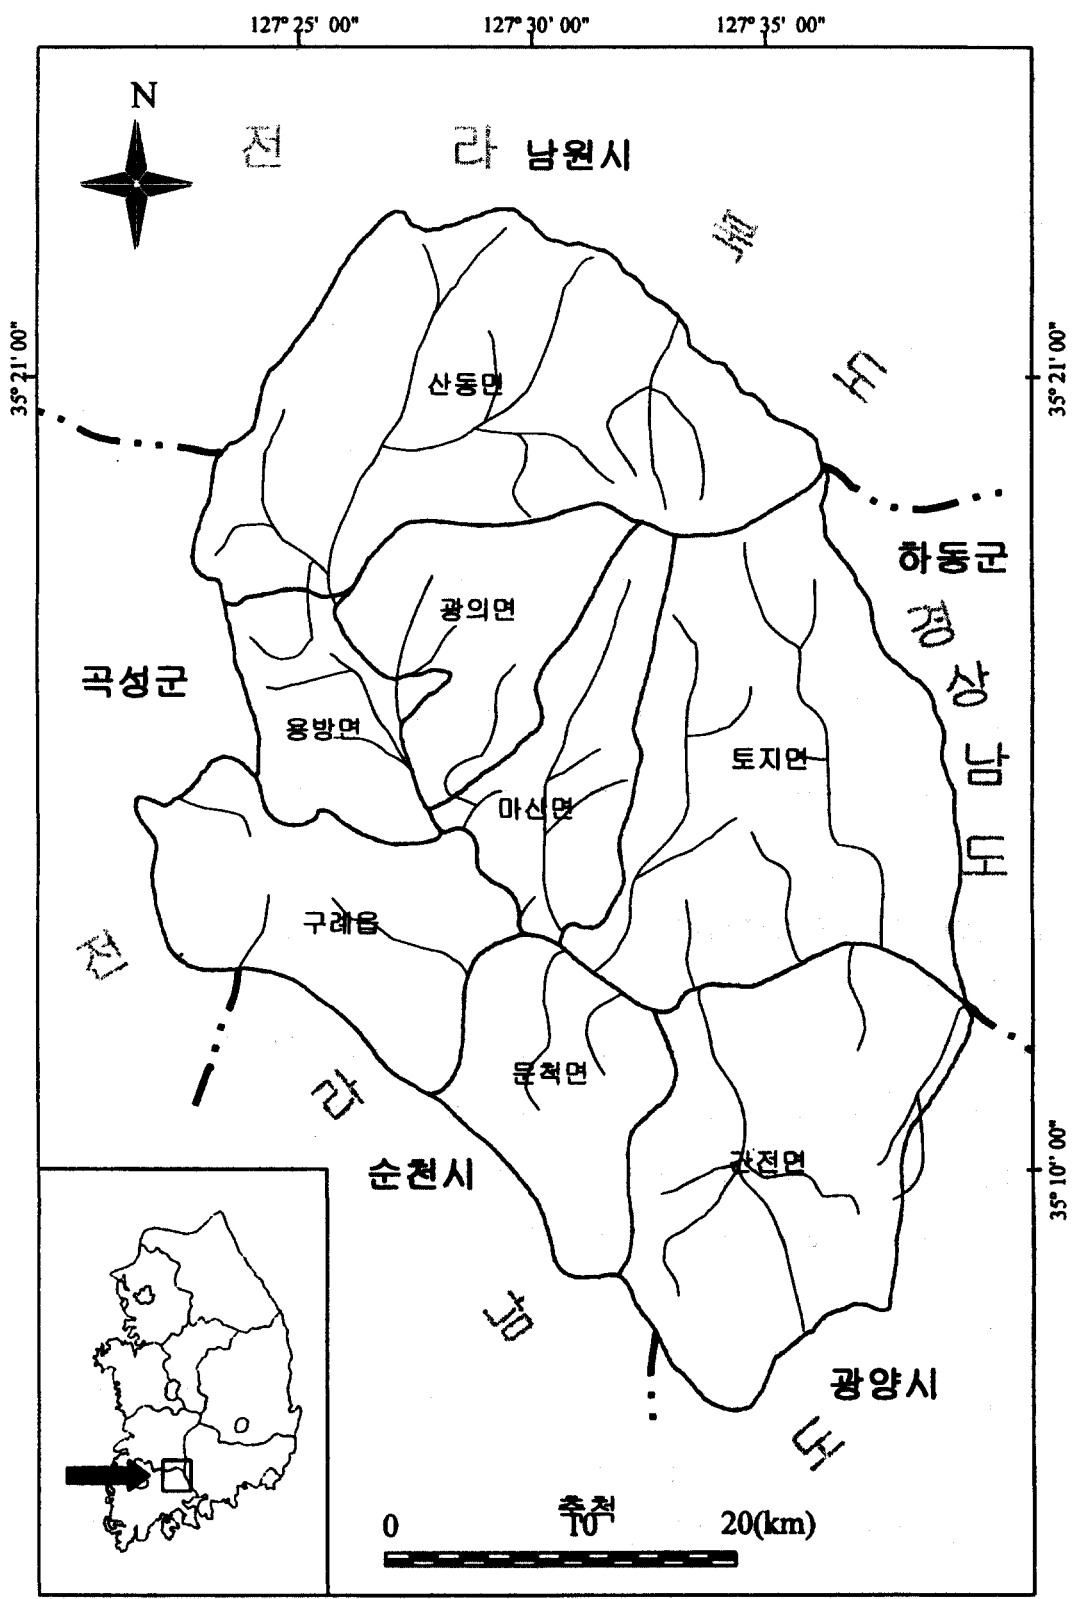 127° 25' 00"
127° 30' 00"
127° 35' 00"
N
전
라
남원시
북
도
35° 21' 00"
35° 21' 00"
산동면
하동군
경
상
남
도
광의면
곡성군
용방면
토지면
마산면
구례읍
전
라
남
도
문척면
순천시
간전면
35° 10' 00"
광양시
축척
0
10
20(km)